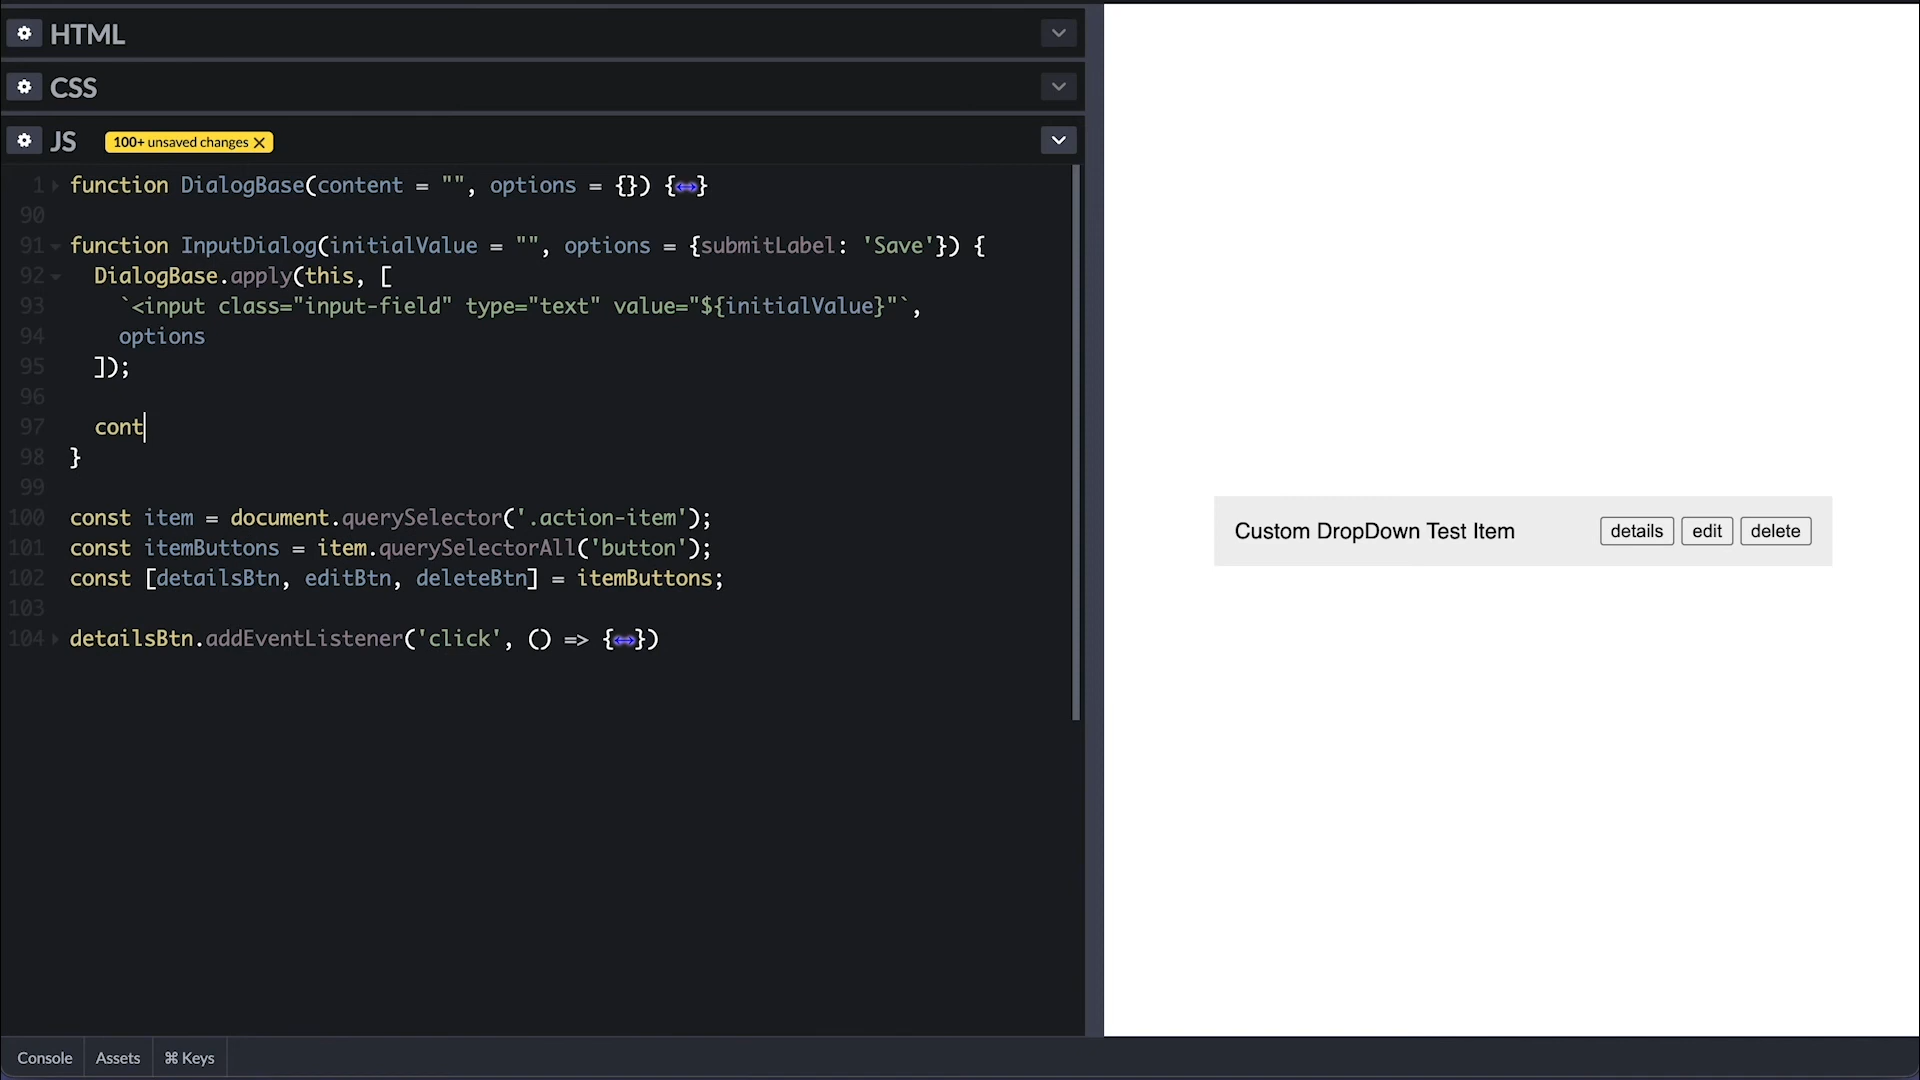 HTML
CSS
JS 100+ unsaved changes ×
1 function DialogBase(content = "", options = {}) {↔}
90
91 function InputDialog(initialValue = "", options = {submitLabel: 'Save'}) {
92 DialogBase.apply(this, [
93 `<input class="input-field" type="text" value="${initialValue}"`,
94 options
95 ]);
96
97 cont
98 }
99
100 const item = document.querySelector('.action-item');
101 const itemButtons = item.querySelectorAll('button');
102 const [detailsBtn, editBtn, deleteBtn] = itemButtons;
103
104 detailsBtn.addEventListener('click', () => {↔})
Custom DropDown Test Item details edit delete
Console Assets ⌘ Keys